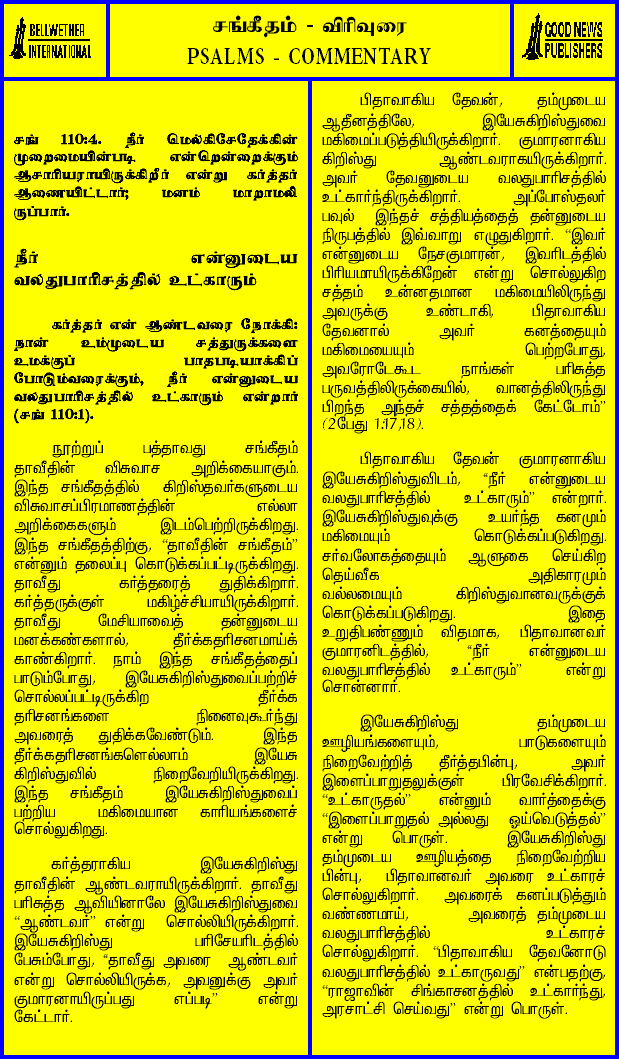 BELLWETHER
INTERNATIONAL
சங்கீதம் - விரிவுரை
PSALMS - COMMENTARY
GOOD NEWS
PUBLISHERS
சங் 110:4. நீர் மெல்கிசேதேக்கின்
முறைமையின்படி என்றென்றைக்கும்
ஆசாரியராயிருக்கிறீர் என்று கர்த்தர்
ஆணையிட்டார்; மனம் மாறாமலி
ருப்பார்.
நீர் என்னுடைய
வலதுபாரிசத்தில் உட்காரும்
கர்த்தர் என் ஆண்டவரை நோக்கி:
நான் உம்முடைய சத்துருக்களை
உமக்குப் பாதபடியாக்கிப்
போடும்வரைக்கும், நீர் என்னுடைய
வலதுபாரிசத்தில் உட்காரும் என்றார்
(சங் 110:1).
நூற்றுப் பத்தாவது சங்கீதம்
தாவீதின் விசுவாச அறிக்கையாகும்.
இந்த சங்கீதத்தில் கிறிஸ்தவர்களுடைய
விசுவாசப்பிரமாணத்தின் எல்லா
அறிக்கைகளும் இடம்பெற்றிருக்கிறது.
இந்த சங்கீதத்திற்கு, “தாவீதின் சங்கீதம்”
என்னும் தலைப்பு கொடுக்கப்பட்டிருக்கிறது.
தாவீது கர்த்தரைத் துதிக்கிறார்.
கர்த்தருக்குள் மகிழ்ச்சியாயிருக்கிறார்.
தாவீது மேசியாவைத் தன்னுடைய
மனக்கண்களால், தீர்க்கதரிசனமாய்க்
காண்கிறார். நாம் இந்த சங்கீதத்தைப்
பாடும்போது, இயேசுகிறிஸ்துவைப்பற்றிச்
சொல்லப்பட்டிருக்கிற தீர்க்க
தரிசனங்களை நினைவுகூர்ந்து
அவரைத் துதிக்கவேண்டும். இந்த
தீர்க்கதரிசனங்களெல்லாம் இயேசு
கிறிஸ்துவில் நிறைவேறியிருக்கிறது.
இந்த சங்கீதம் இயேசுகிறிஸ்துவைப்
பற்றிய மகிமையான காரியங்களைச்
சொல்லுகிறது.
கர்த்தராகிய இயேசுகிறிஸ்து
தாவீதின் ஆண்டவராயிருக்கிறார். தாவீது
பரிசுத்த ஆவியினாலே இயேசுகிறிஸ்துவை
“ஆண்டவர்” என்று சொல்லியிருக்கிறார்.
இயேசுகிறிஸ்து பரிசேயரிடத்தில்
பேசும்போது, “தாவீது அவரை ஆண்டவர்
என்று சொல்லியிருக்க, அவனுக்கு அவர்
குமாரனாயிருப்பது எப்படி” என்று
கேட்டார்.
பிதாவாகிய தேவன், தம்முடைய
ஆதீனத்திலே, இயேசுகிறிஸ்துவை
மகிமைப்படுத்தியிருக்கிறார். குமாரனாகிய
கிறிஸ்து ஆண்டவராகயிருக்கிறார்.
அவர் தேவனுடைய வலதுபாரிசத்தில்
உட்கார்ந்திருக்கிறார். அப்போஸ்தலர்
பவுல் இந்தச் சத்தியத்தைத் தன்னுடைய
நிருபத்தில் இவ்வாறு எழுதுகிறார். “இவர்
என்னுடைய நேசகுமாரன், இவரிடத்தில்
பிரியமாயிருக்கிறேன் என்று சொல்லுகிற
சத்தம் உன்னதமான மகிமையிலிருந்து
அவருக்கு உண்டாகி, பிதாவாகிய
தேவனால் அவர் கனத்தையும்
மகிமையையும் பெற்றபோது,
அவரோடேகூட நாங்கள் பரிசுத்த
பருவத்திலிருக்கையில், வானத்திலிருந்து
பிறந்த அந்தச் சத்தத்தைக் கேட்டோம்”
(2பேது 1:17,18).
பிதாவாகிய தேவன் குமாரனாகிய
இயேசுகிறிஸ்துவிடம், “நீர் என்னுடைய
வலதுபாரிசத்தில் உட்காரும்” என்றார்.
இயேசுகிறிஸ்துவுக்கு உயர்ந்த கனமும்
மகிமையும் கொடுக்கப்படுகிறது.
சர்வலோகத்தையும் ஆளுகை செய்கிற
தெய்வீக அதிகாரமும்
வல்லமையும் கிறிஸ்துவானவருக்குக்
கொடுக்கப்படுகிறது. இதை
உறுதிபண்ணும் விதமாக, பிதாவானவர்
குமாரனிடத்தில், “நீர் என்னுடைய
வலதுபாரிசத்தில் உட்காரும்” என்று
சொன்னார்.
இயேசுகிறிஸ்து தம்முடைய
ஊழியங்களையும், பாடுகளையும்
நிறைவேற்றித் தீர்த்தபின்பு, அவர்
இளைப்பாறுதலுக்குள் பிரவேசிக்கிறார்.
“உட்காருதல்” என்னும் வார்த்தைக்கு
“இளைப்பாறுதல் அல்லது ஓய்வெடுத்தல்”
என்று பொருள். இயேசுகிறிஸ்து
தம்முடைய ஊழியத்தை நிறைவேற்றிய
பின்பு, பிதாவானவர் அவரை உட்காரச்
சொல்லுகிறார். அவரைக் கனப்படுத்தும்
வண்ணமாய், அவரைத் தம்முடைய
வலதுபாரிசத்தில் உட்காரச்
சொல்லுகிறார். “பிதாவாகிய தேவனோடு
வலதுபாரிசத்தில் உட்காருவது” என்பதற்கு,
“ராஜாவின் சிங்காசனத்தில் உட்கார்ந்து,
அரசாட்சி செய்வது” என்று பொருள்.